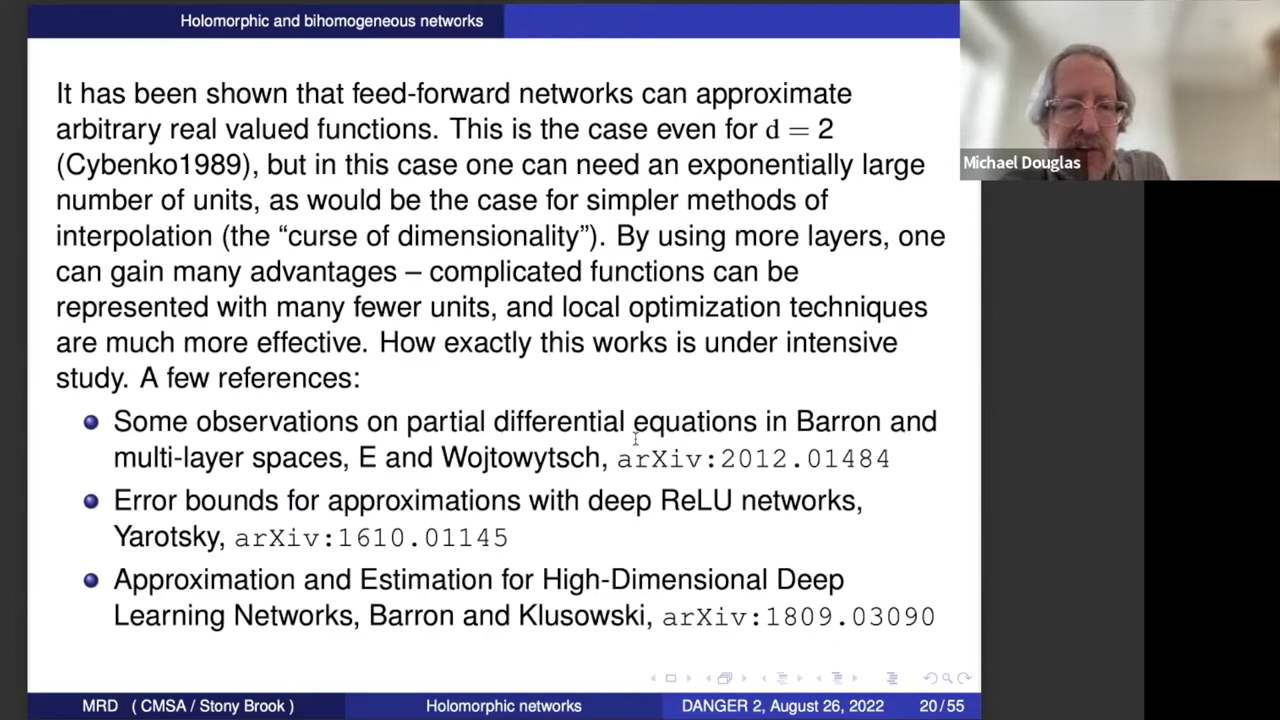 Holomorphic and bihomogeneous networks
It has been shown that feed-forward networks can approximate
arbitrary real valued functions. This is the case even for d = 2
(Cybenko1989), but in this case one can need an exponentially large
number of units, as would be the case for simpler methods of
interpolation (the “curse of dimensionality”). By using more layers, one
can gain many advantages – complicated functions can be
represented with many fewer units, and local optimization techniques
are much more effective. How exactly this works is under intensive
study. A few references:
Some observations on partial differential equations in Barron and
multi-layer spaces, E and Wojtowytsch, arXiv:2012.01484
Error bounds for approximations with deep ReLU networks,
Yarotsky, arXiv:1610.01145
Approximation and Estimation for High-Dimensional Deep
Learning Networks, Barron and Klusowski, arXiv:1809.03090
MRD ( CMSA / Stony Brook ) Holomorphic networks DANGER 2, August 26, 2022 20 / 55
Michael Douglas